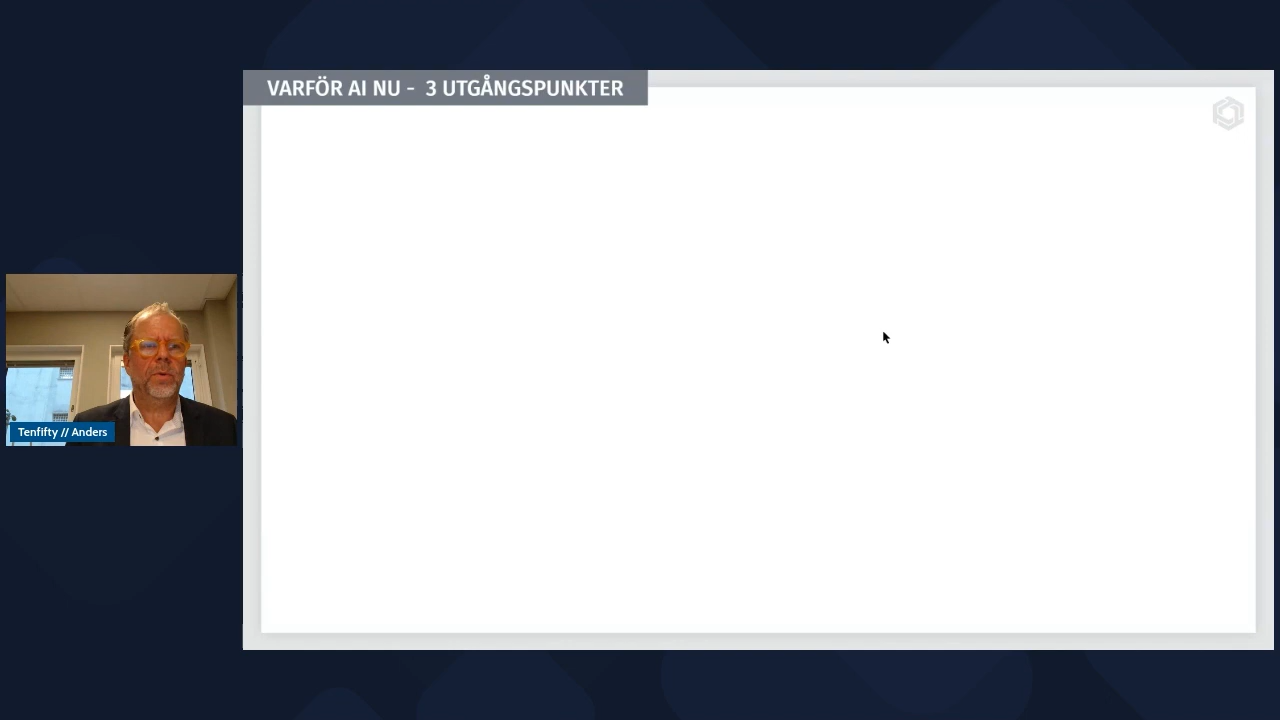 VARFÖR AI NU - 3 UTGÅNGSPUNKTER
Tenfifty // Anders